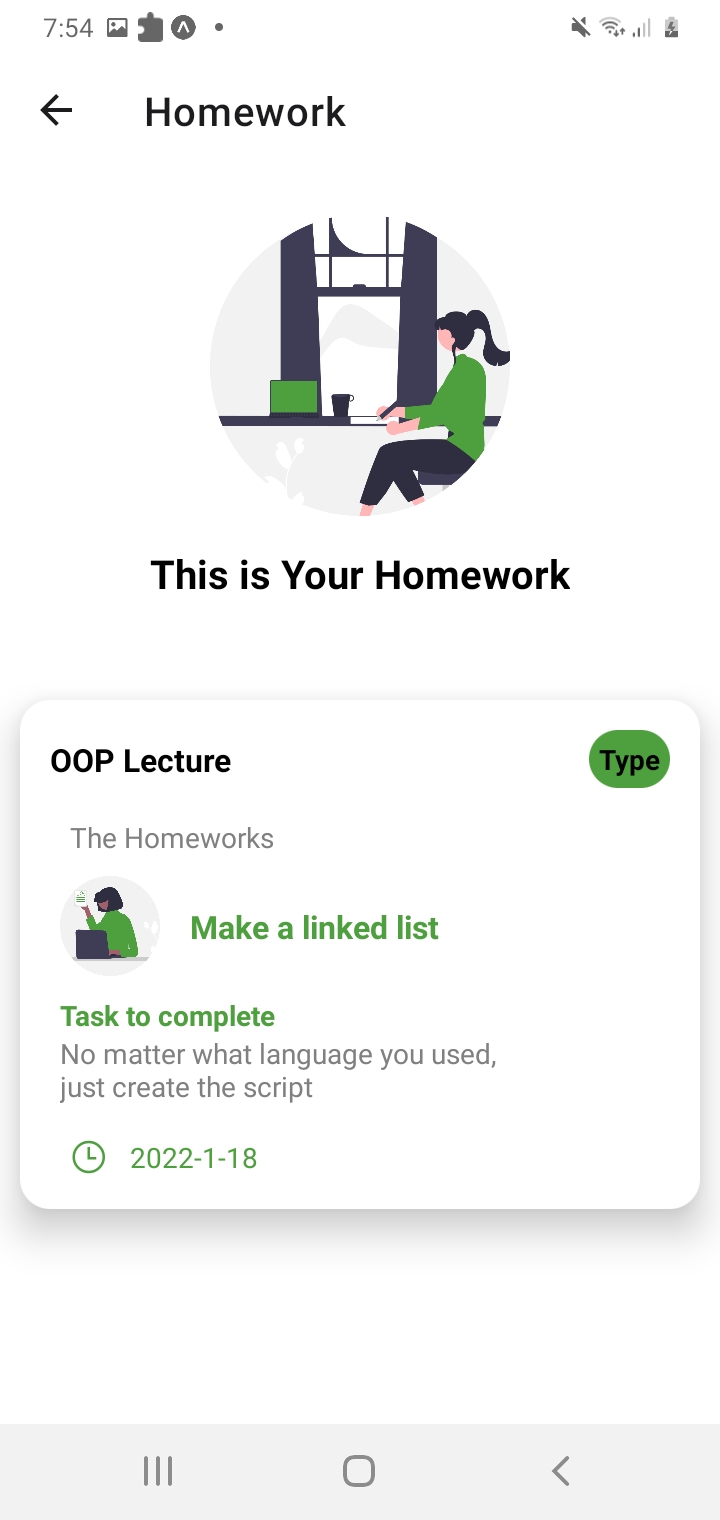 7:54
Homework
This is Your Homework
OOP Lecture
Type
The Homeworks
Make a linked list
Task to complete
No matter what language you used,
just create the script
2022-1-18